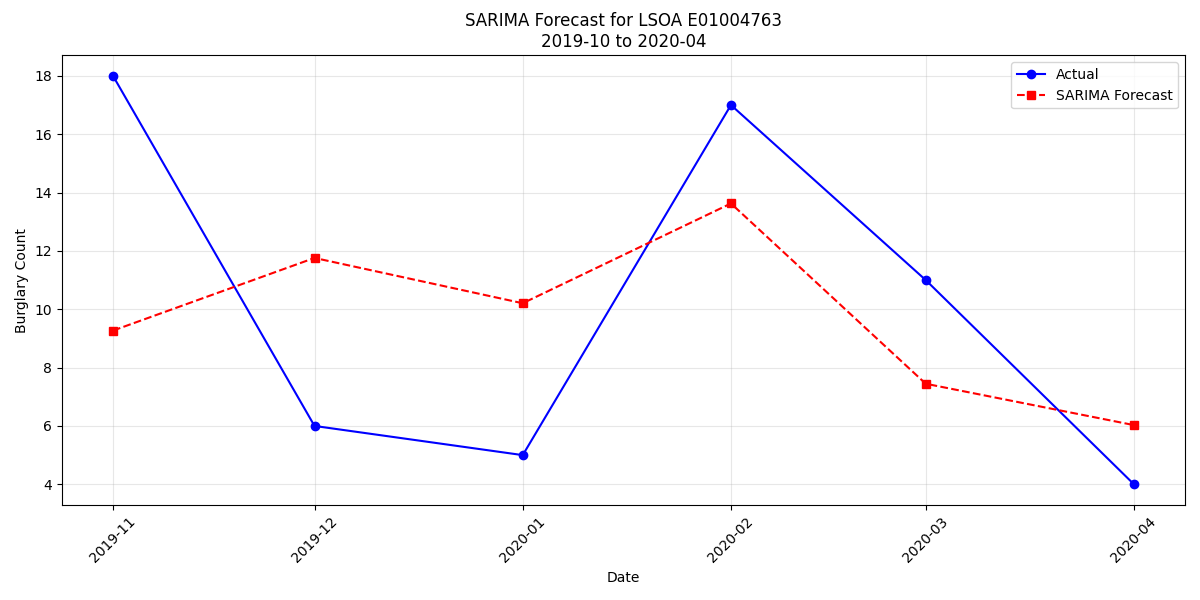 SARIMA Forecast for LSOA E01004763
2019-10 to 2020-04
Actual
SARIMA Forecast
Burglary Count
18
16
14
12
10
8
6
4
2019-11
2019-12
2020-01
2020-02
2020-03
2020-04
Date